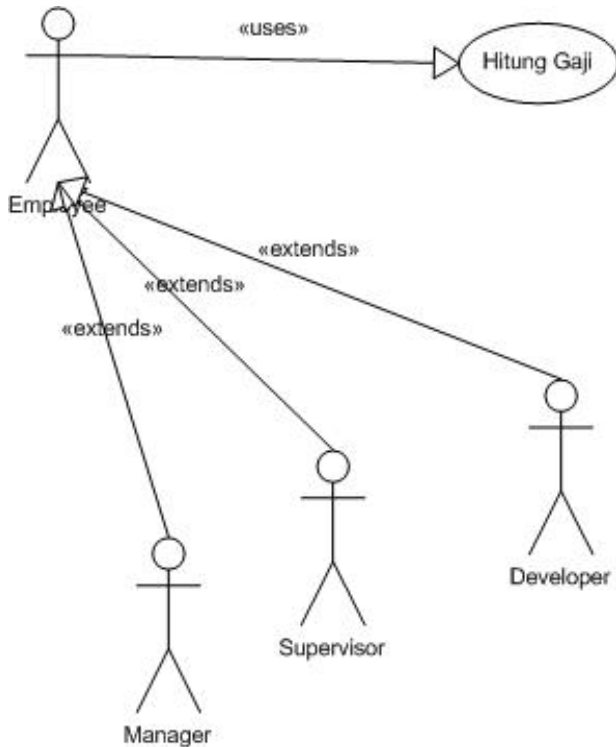 «uses»
Hitung Gaji
Employee
«extends»
«extends»
«extends»
Developer
Supervisor
Manager